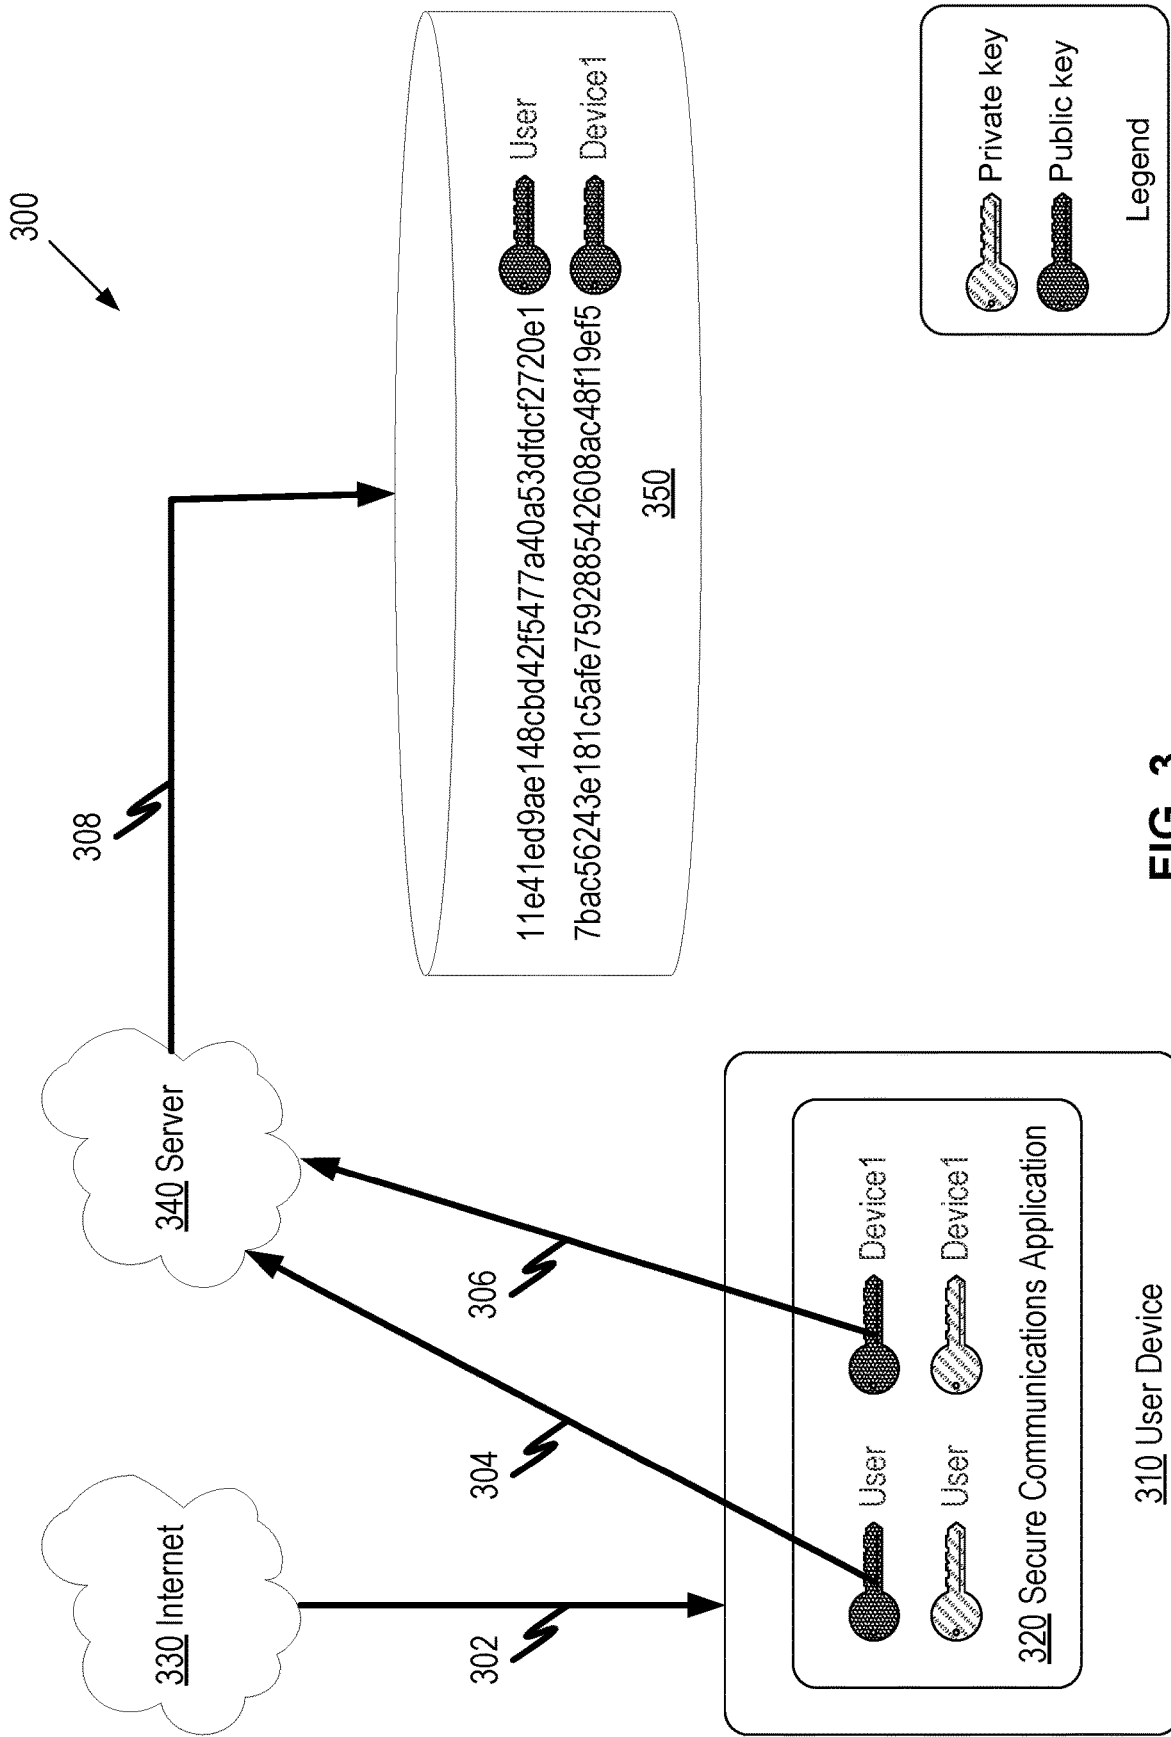 300
308
330 Internet
340 Server
302
304
306
11e41ed9ae148cbd42f5477a40a53dfdcf2720e1 User
7bac56243e181c5afe759288542608ac48f19ef5 Device1
350
User
Device1
User
Device1
320 Secure Communications Application
310 User Device
Private key
Public key
Legend
FIG. 3